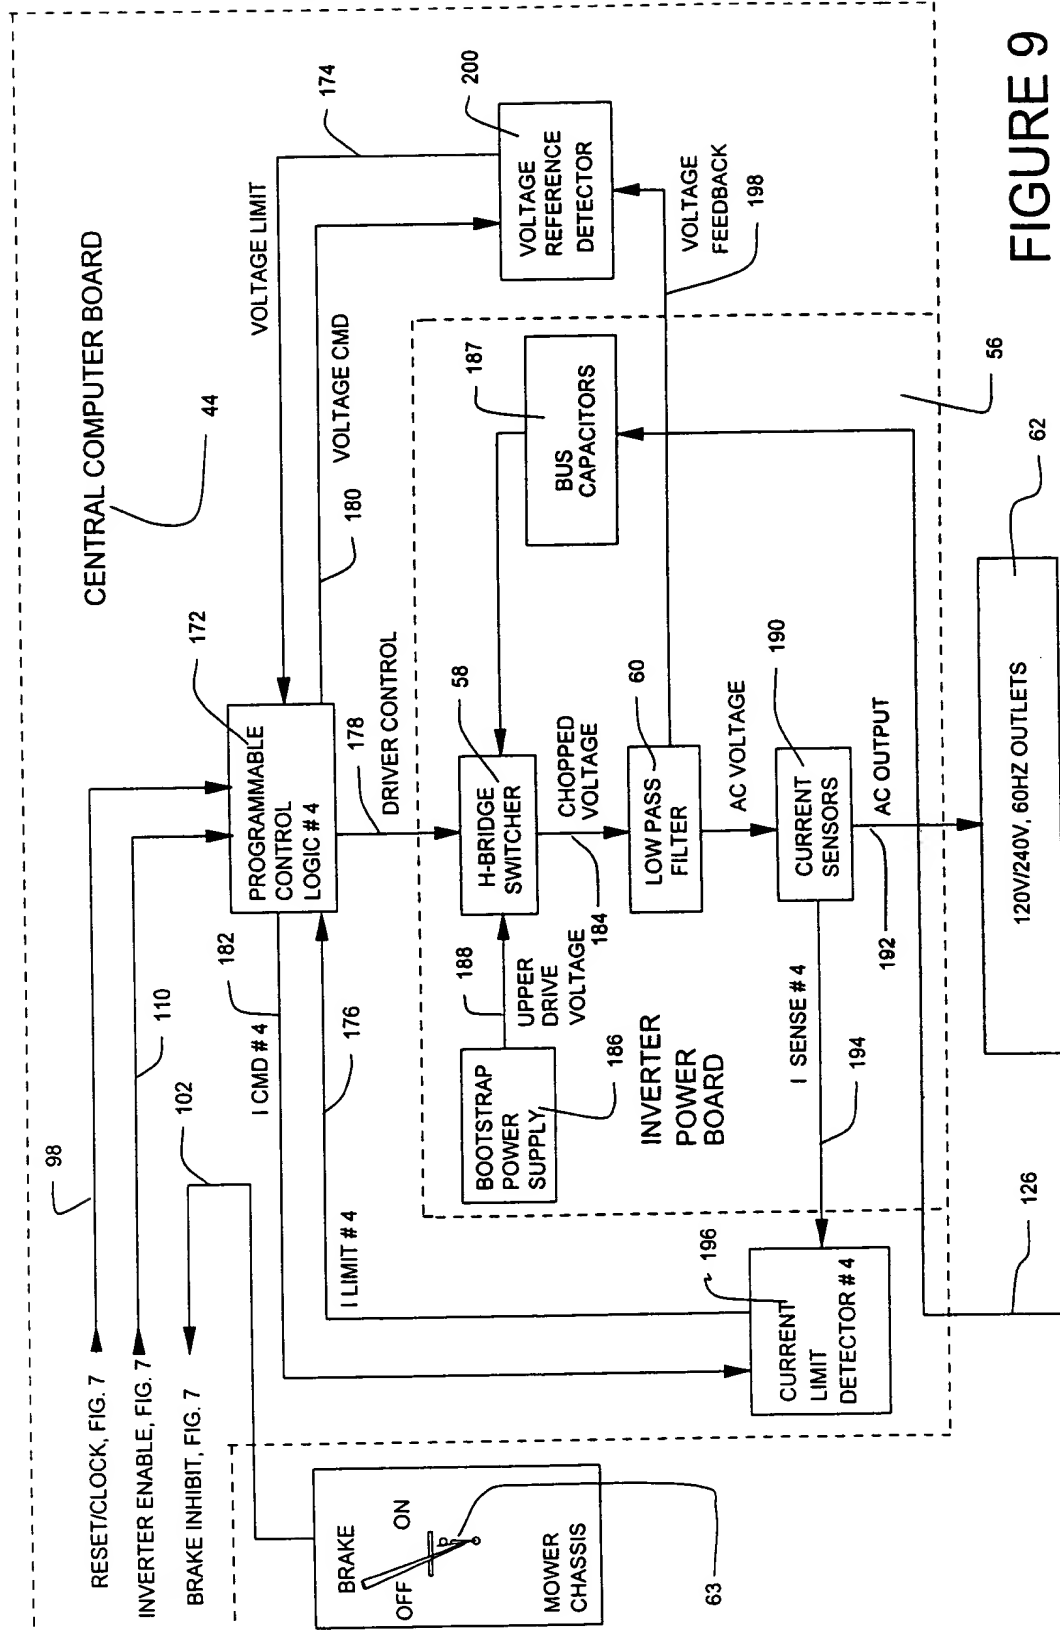 CENTRAL COMPUTER BOARD
44
RESET/CLOCK, FIG. 7
98
INVERTER ENABLE, FIG. 7
110
BRAKE INHIBIT, FIG. 7
102
PROGRAMMABLE
CONTROL
LOGIC # 4
172
VOLTAGE LIMIT
174
VOLTAGE CMD
180
I CMD # 4
182
I LIMIT # 4
176
178
DRIVER CONTROL
VOLTAGE
REFERENCE
DETECTOR
200
VOLTAGE
FEEDBACK
198
BRAKE
OFF
ON
MOWER
CHASSIS
63
BOOTSTRAP
POWER
SUPPLY
186
188
UPPER
DRIVE
VOLTAGE
H-BRIDGE
SWITCHER
58
BUS
CAPACITORS
187
184
CHOPPED
VOLTAGE
LOW PASS
FILTER
60
AC VOLTAGE
INVERTER
POWER
BOARD
CURRENT
SENSORS
190
I SENSE # 4
194
CURRENT
LIMIT
DETECTOR # 4
196
192
AC OUTPUT
56
126
120V/240V, 60HZ OUTLETS
62
FIGURE 9